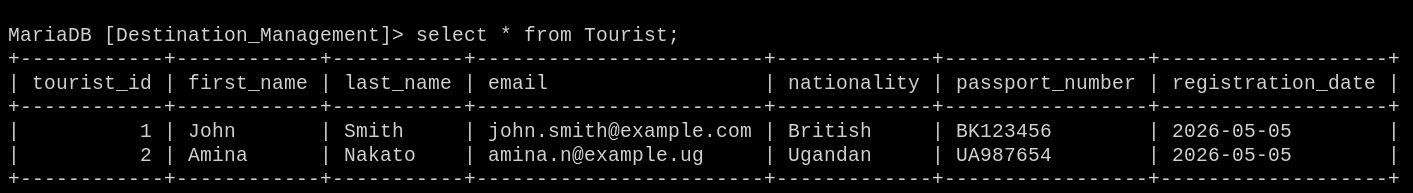 MariaDB [Destination_Management]> select * from Tourist;
+------------+------------+-----------+------------------------+-------------+-----------------+-------------------+
| tourist_id | first_name | last_name | email                  | nationality | passport_number | registration_date |
+------------+------------+-----------+------------------------+-------------+-----------------+-------------------+
|          1 | John       | Smith     | john.smith@example.com | British     | BK123456        | 2026-05-05        |
|          2 | Amina      | Nakato    | amina.n@example.ug     | Ugandan     | UA987654        | 2026-05-05        |
+------------+------------+-----------+------------------------+-------------+-----------------+-------------------+